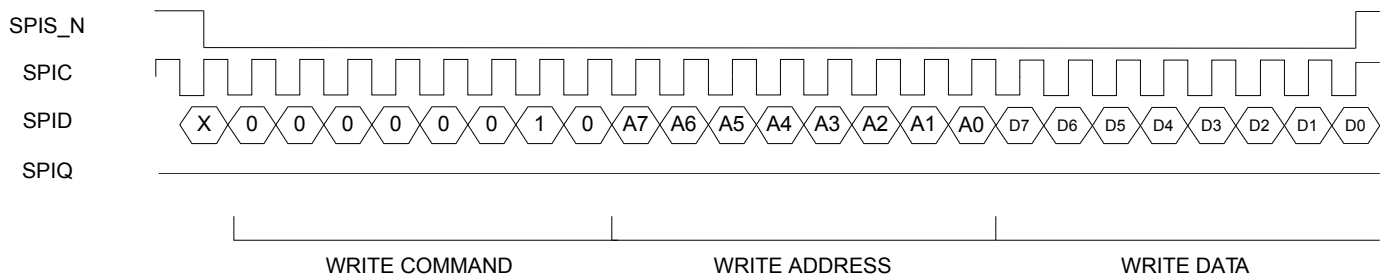 SPIS_N
SPIC
SPID X 0 0 0 0 0 0 1 0 A7 A6 A5 A4 A3 A2 A1 A0 D7 D6 D5 D4 D3 D2 D1 D0
SPIQ
WRITE COMMAND WRITE ADDRESS WRITE DATA